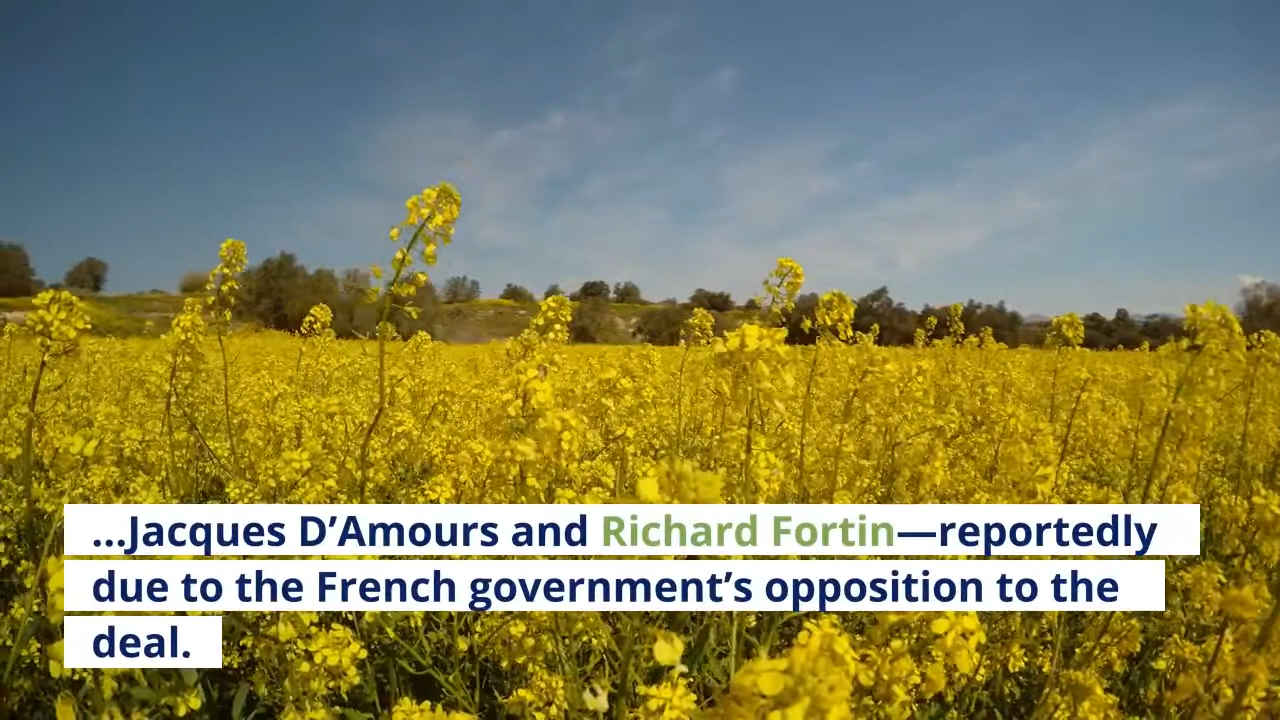 ...Jacques D’Amours and Richard Fortin—reportedly
due to the French government’s opposition to the
deal.